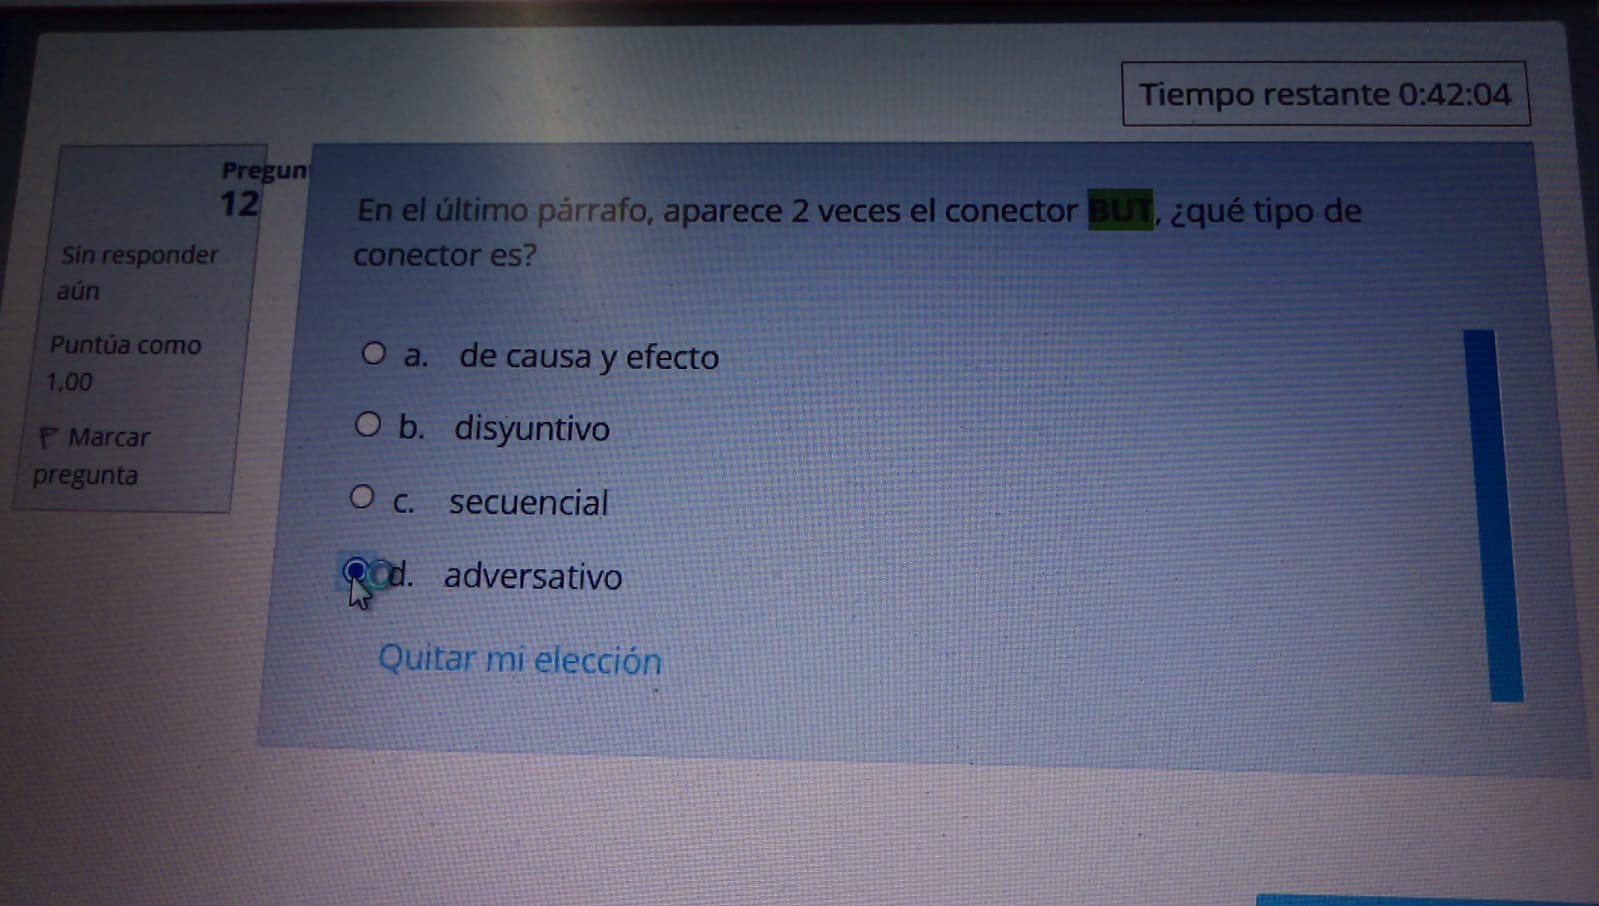 Tiempo restante 0:42:04
Pregun
12
Sin responder
aún
Puntúa como
1,00
Marcar
pregunta
En el último párrafo, aparece 2 veces el conector BUT, ¿qué tipo de
conector es?
a. de causa y efecto
b. disyuntivo
c. secuencial
d. adversativo
Quitar mi elección